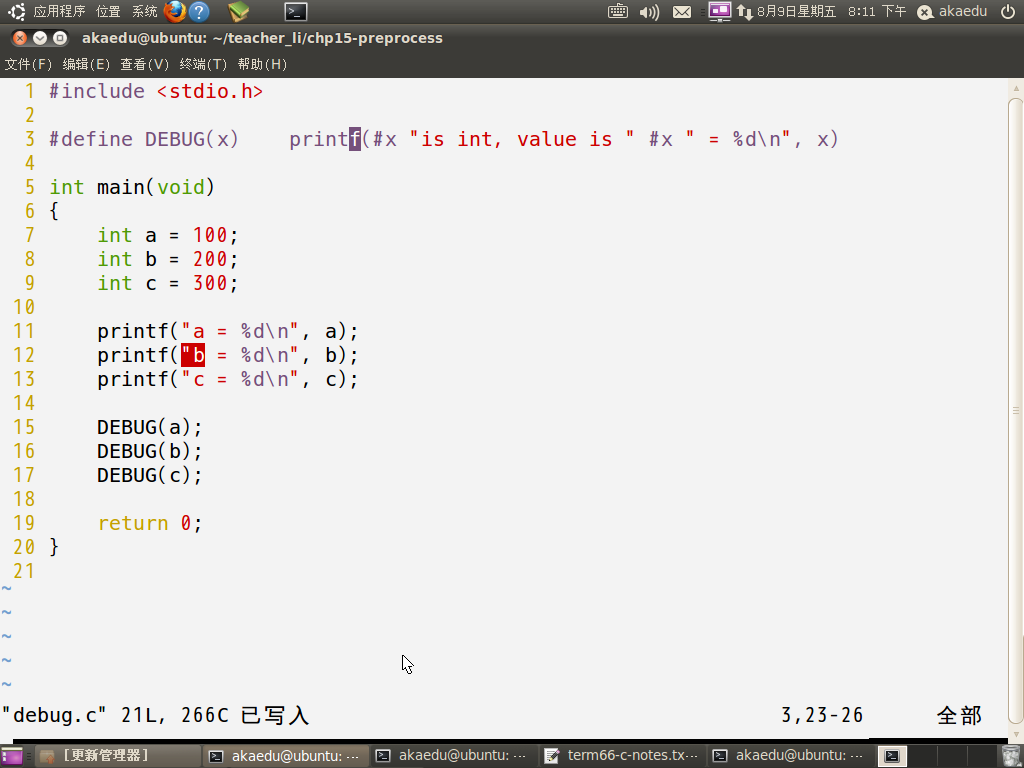 应用程序 位置 系统 8月9日星期五 8:11 下午 akaedu
akaedu@ubuntu: ~/teacher_li/chp15-preprocess
文件(F) 编辑(E) 查看(V) 终端(T) 帮助(H)
1 #include <stdio.h>
2
3 #define DEBUG(x)    printf(#x "is int, value is " #x " = %d\n", x)
4
5 int main(void)
6 {
7     int a = 100;
8     int b = 200;
9     int c = 300;
10
11     printf("a = %d\n", a);
12     printf("b = %d\n", b);
13     printf("c = %d\n", c);
14
15     DEBUG(a);
16     DEBUG(b);
17     DEBUG(c);
18
19     return 0;
20 }
21
~
~
~
~
~
"debug.c" 21L, 266C 已写入 3,23-26 全部
[更新管理器] akaedu@ubuntu: ... akaedu@ubuntu: ... term66-c-notes.tx... akaedu@ubuntu: ...